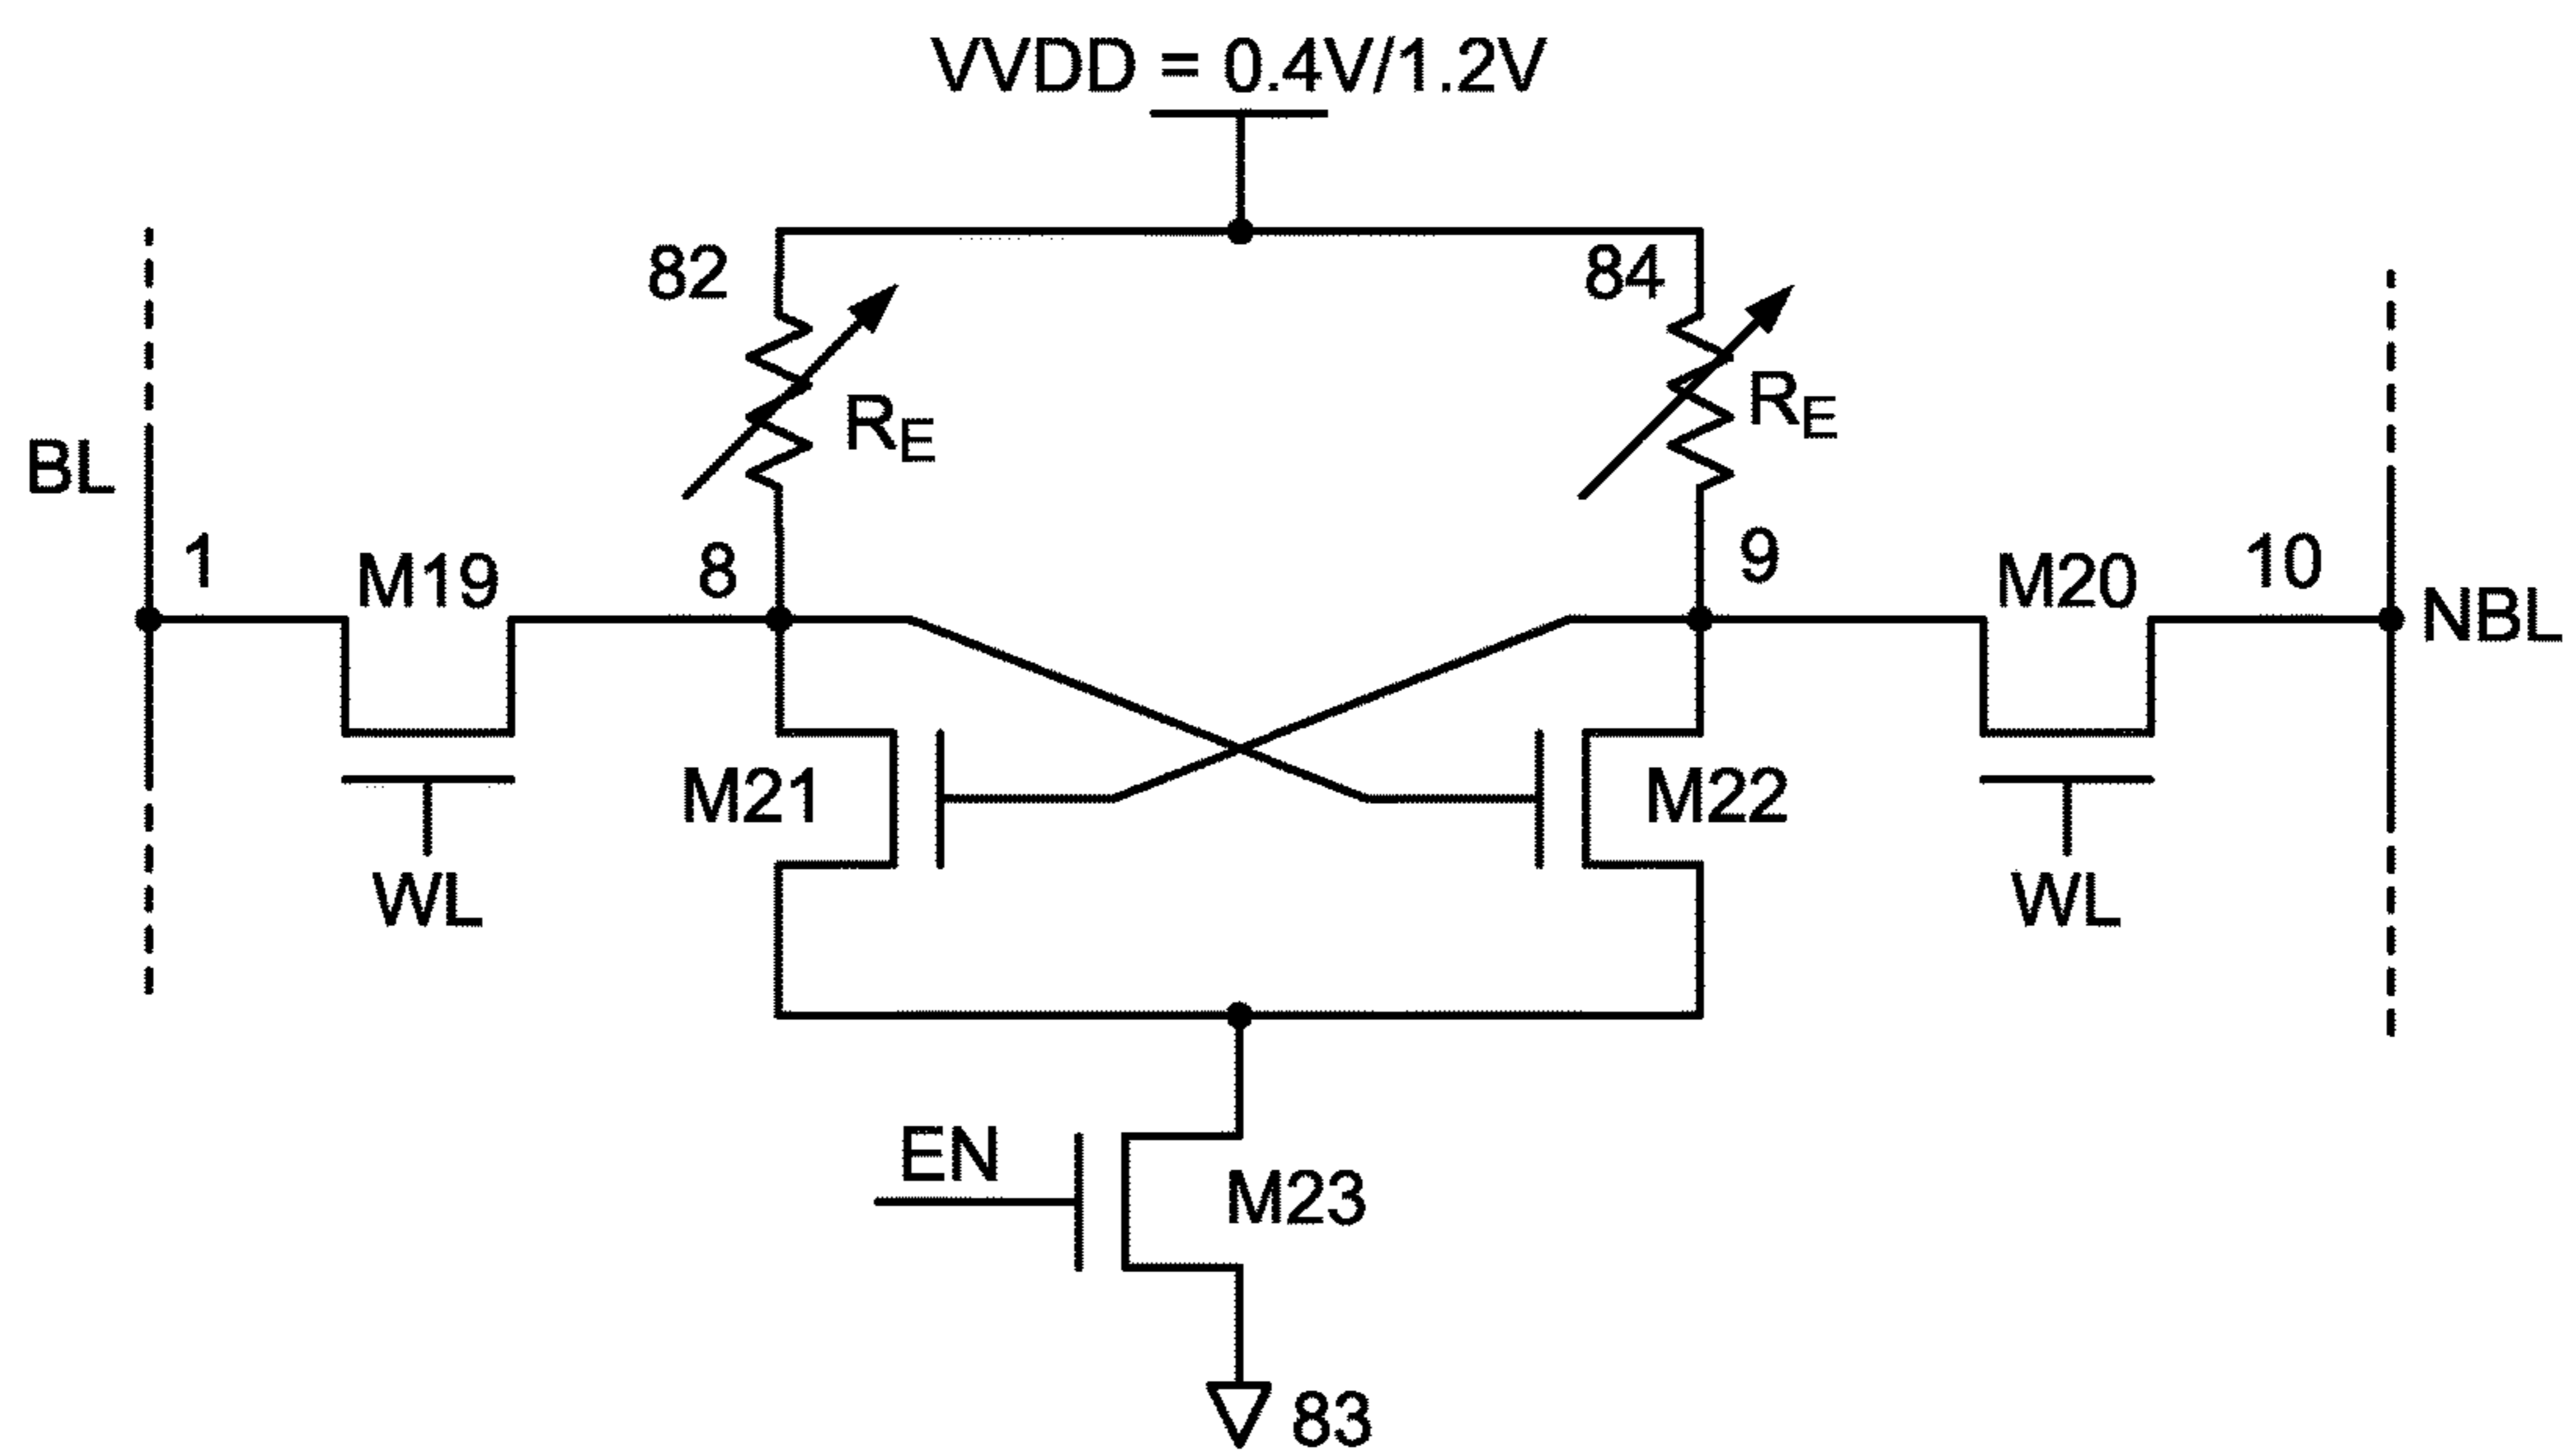 VVDD = 0.4V/1.2V
82
84
RE
RE
BL
1
M19
8
9
M20
10
NBL
M21
M22
WL
WL
EN
M23
83